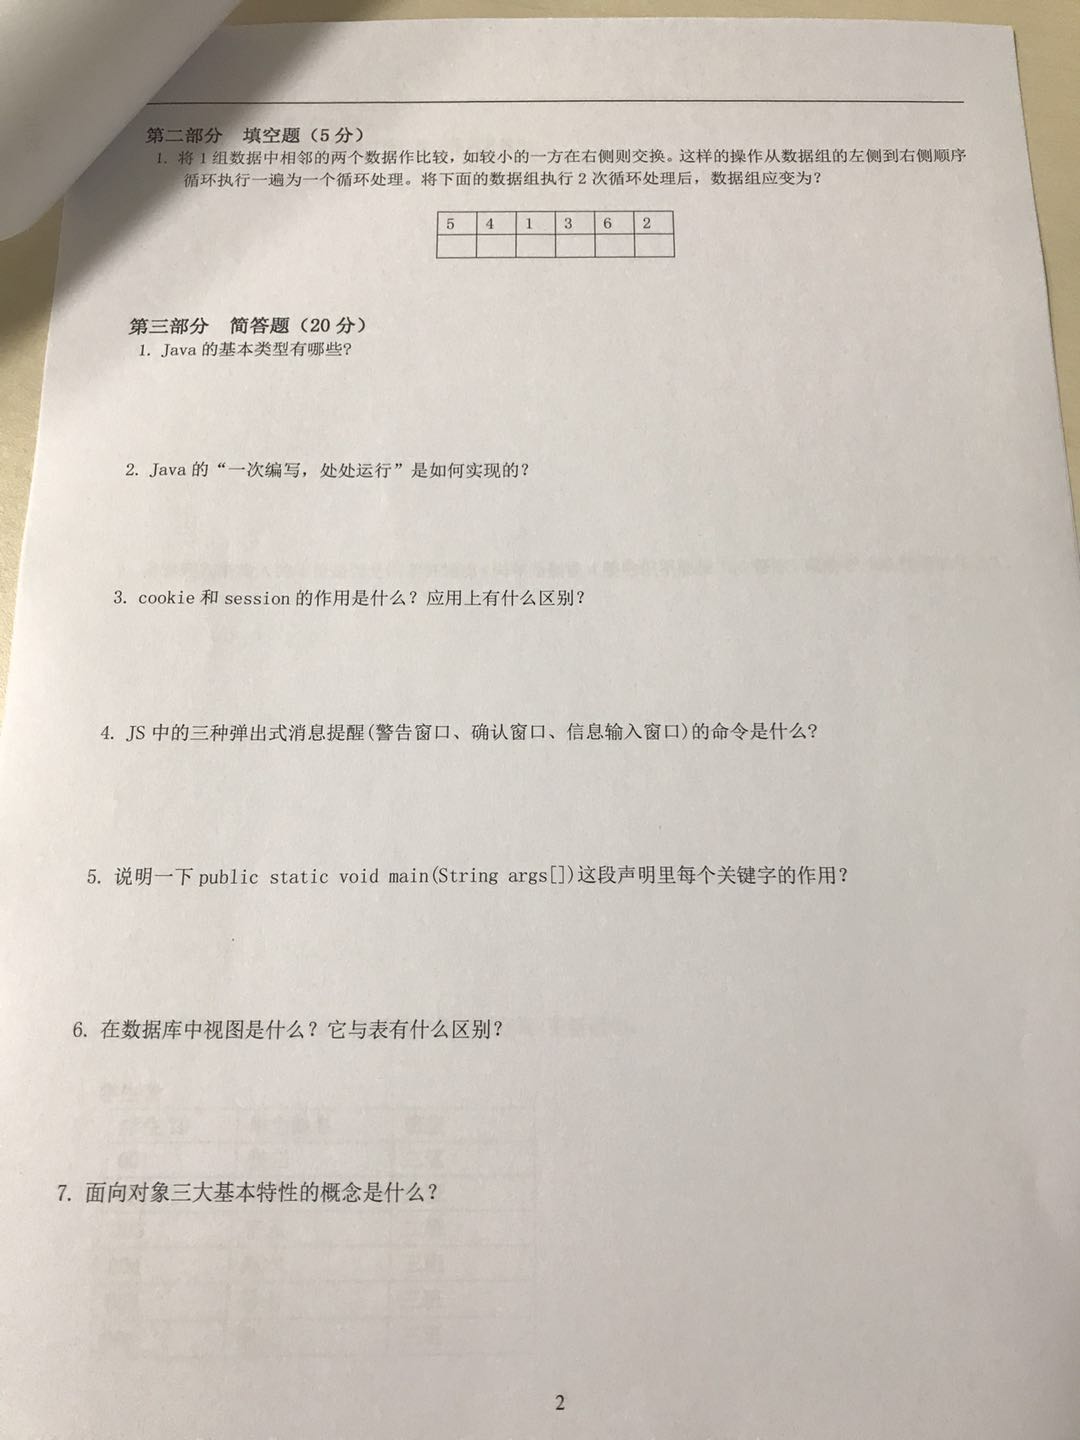 第二部分　填空题（5 分）
1. 将 1 组数据中相邻的两个数据作比较，如较小的一方在右侧则交换。这样的操作从数据组的左侧到右侧顺序
循环执行一遍为一个循环处理。将下面的数据组执行 2 次循环处理后，数据组应变为？
5 4 1 3 6 2
第三部分　简答题（20 分）
1. Java 的基本类型有哪些?
2. Java 的“一次编写，处处运行”是如何实现的？
3. cookie 和 session 的作用是什么？应用上有什么区别？
4. JS 中的三种弹出式消息提醒(警告窗口、确认窗口、信息输入窗口)的命令是什么?
5. 说明一下 public static void main(String args[])这段声明里每个关键字的作用？
6. 在数据库中视图是什么？它与表有什么区别？
7. 面向对象三大基本特性的概念是什么？
2